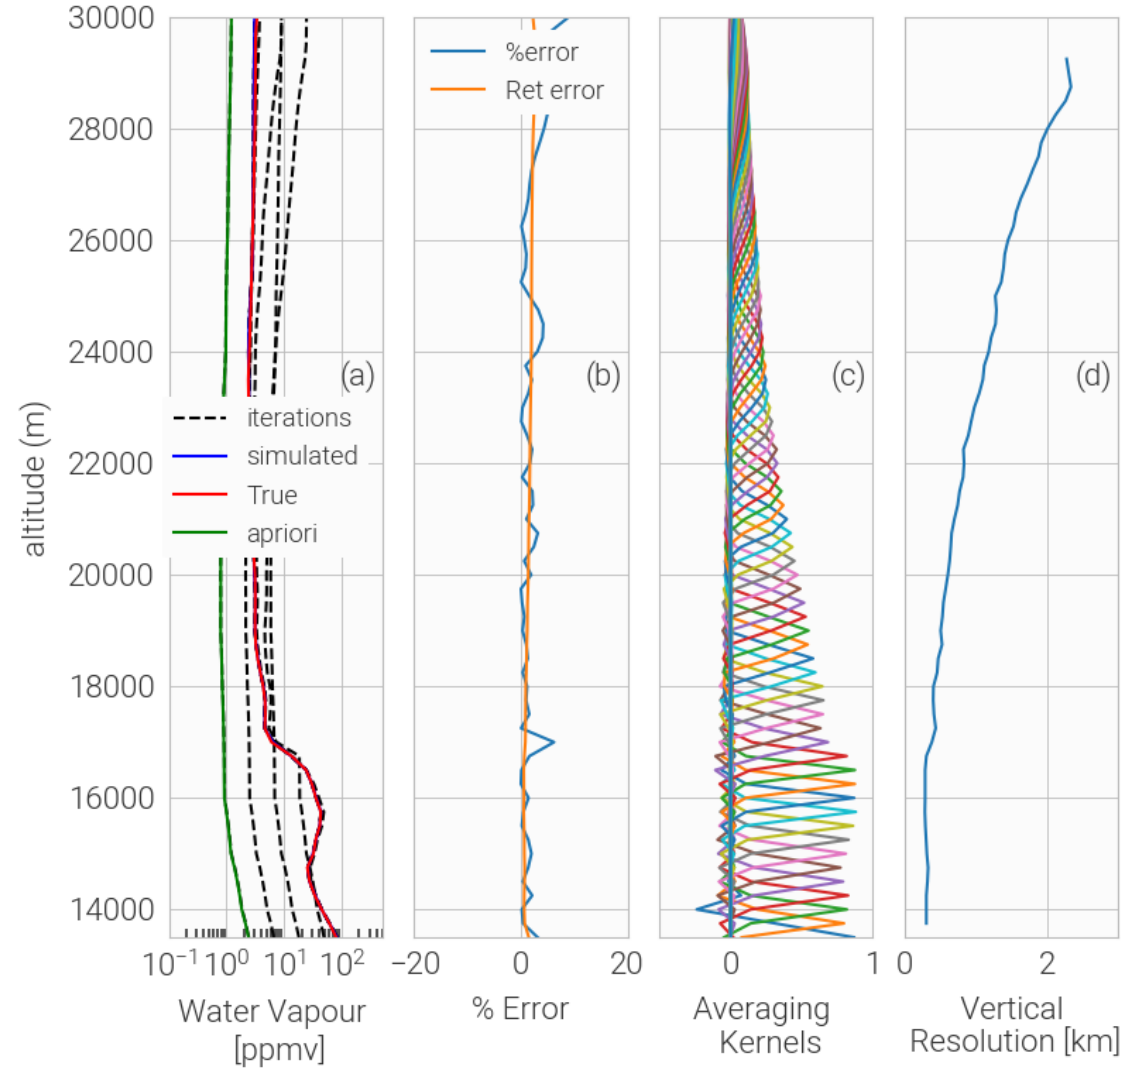 30000
28000
26000
24000
22000
20000
18000
16000
14000
altitude (m)
(a)
iterations
simulated
True
apriori
10⁻¹ 10⁰ 10¹ 10²
Water Vapour
[ppmv]
%error
Ret error
(b)
−20 0 20
% Error
(c)
0 1
Averaging
Kernels
(d)
0 2
Vertical
Resolution [km]